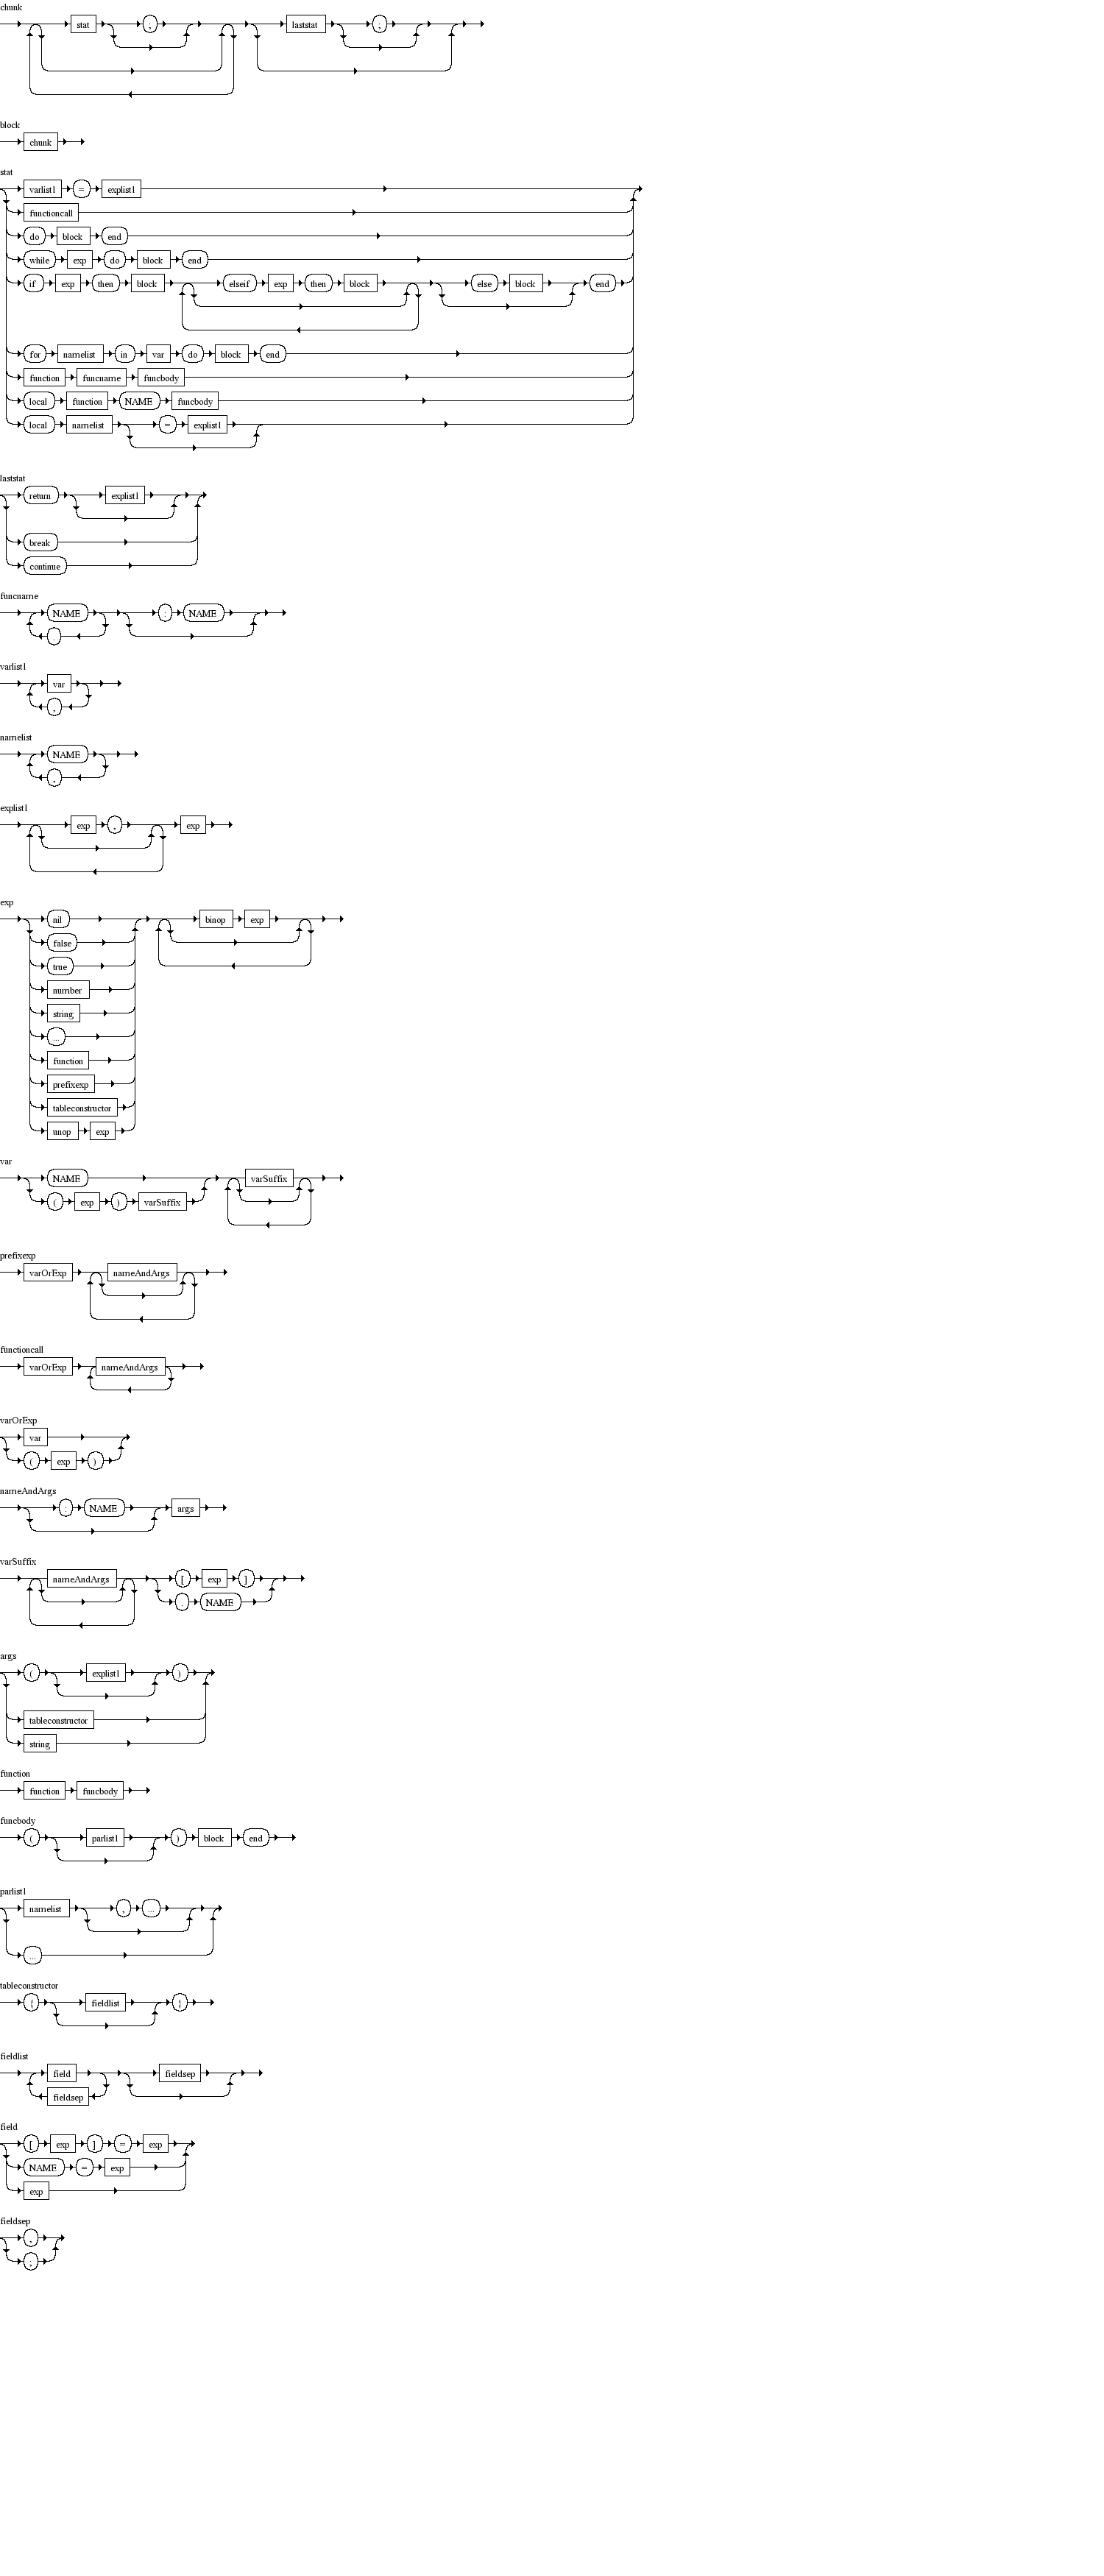 chunk
stat ; laststat ;
block
chunk
stat
varlist1 = explist1
functioncall
do block end
while exp do block end
if exp then block elseif exp then block else block end
for namelist in var do block end
function funcname funcbody
local function NAME funcbody
local namelist = explist1
laststat
return explist1
break
continue
funcname
NAME : NAME
.
varlist1
var
,
namelist
NAME
,
explist1
exp , exp
exp
nil binop exp
false
true
number
string
...
function
prefixexp
tableconstructor
unop exp
var
NAME varSuffix
( exp ) varSuffix
prefixexp
varOrExp nameAndArgs
functioncall
varOrExp nameAndArgs
varOrExp
var
( exp )
nameAndArgs
: NAME args
varSuffix
nameAndArgs [ exp ]
. NAME
args
( explist1 )
tableconstructor
string
function
function funcbody
funcbody
( parlist1 ) block end
parlist1
namelist , ...
...
tableconstructor
{ fieldlist }
fieldlist
field fieldsep
fieldsep
field
[ exp ] = exp
NAME = exp
exp
fieldsep
,
;